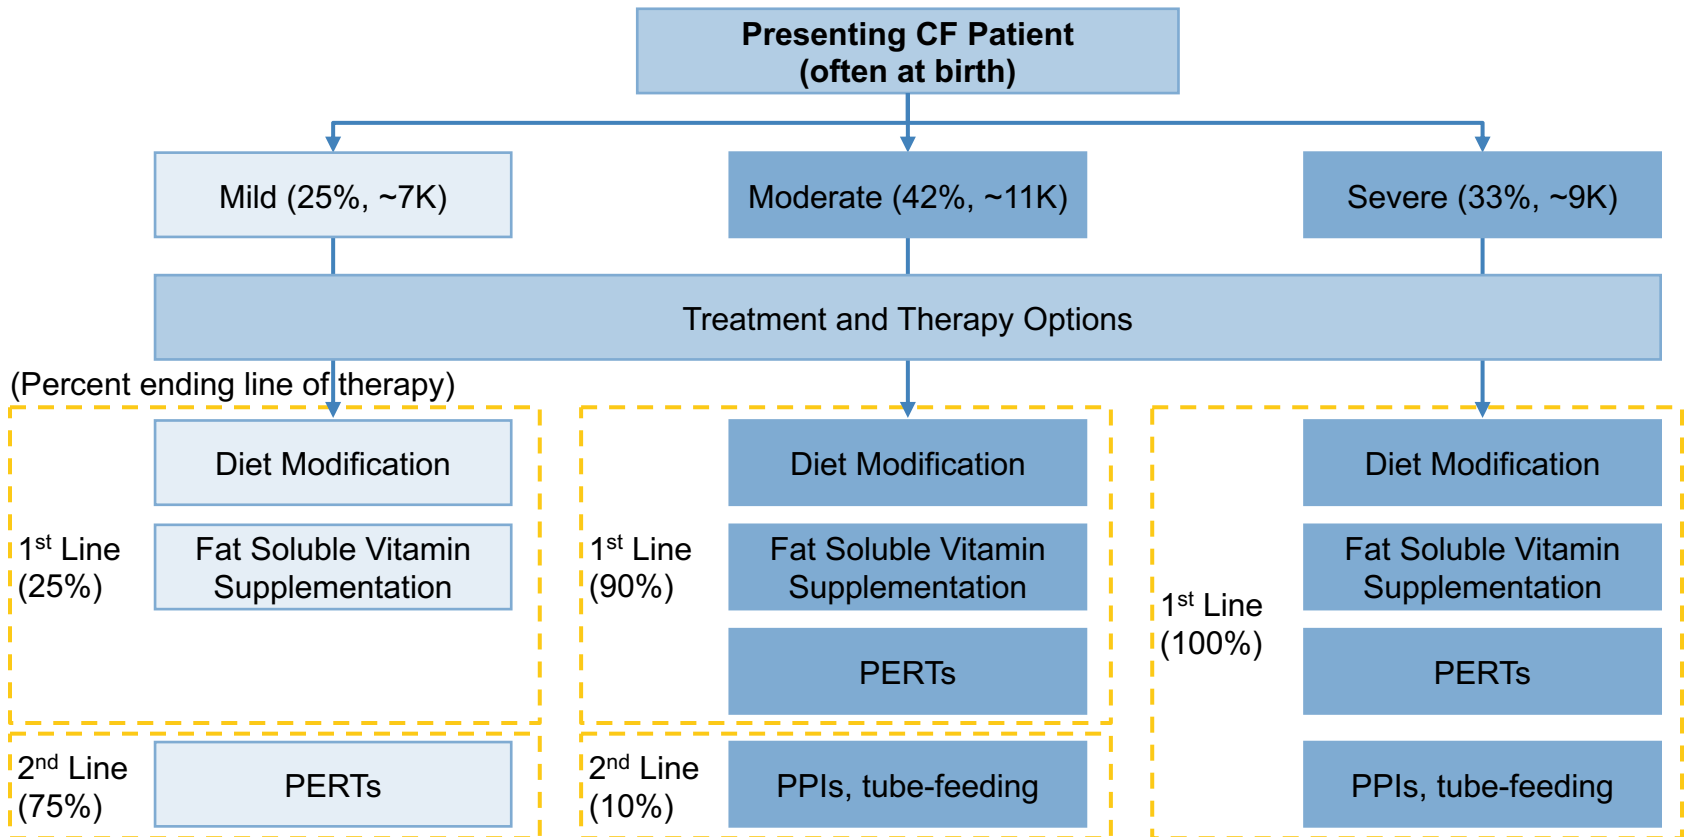 Presenting CF Patient
(often at birth)
Mild (25%, ~7K)
Moderate (42%, ~11K)
Severe (33%, ~9K)
Treatment and Therapy Options
(Percent ending line of therapy)
1st Line
(25%)
Diet Modification
Fat Soluble Vitamin
Supplementation
2nd Line
(75%)
PERTs
1st Line
(90%)
Diet Modification
Fat Soluble Vitamin
Supplementation
PERTs
2nd Line
(10%)
PPIs, tube-feeding
1st Line
(100%)
Diet Modification
Fat Soluble Vitamin
Supplementation
PERTs
PPIs, tube-feeding